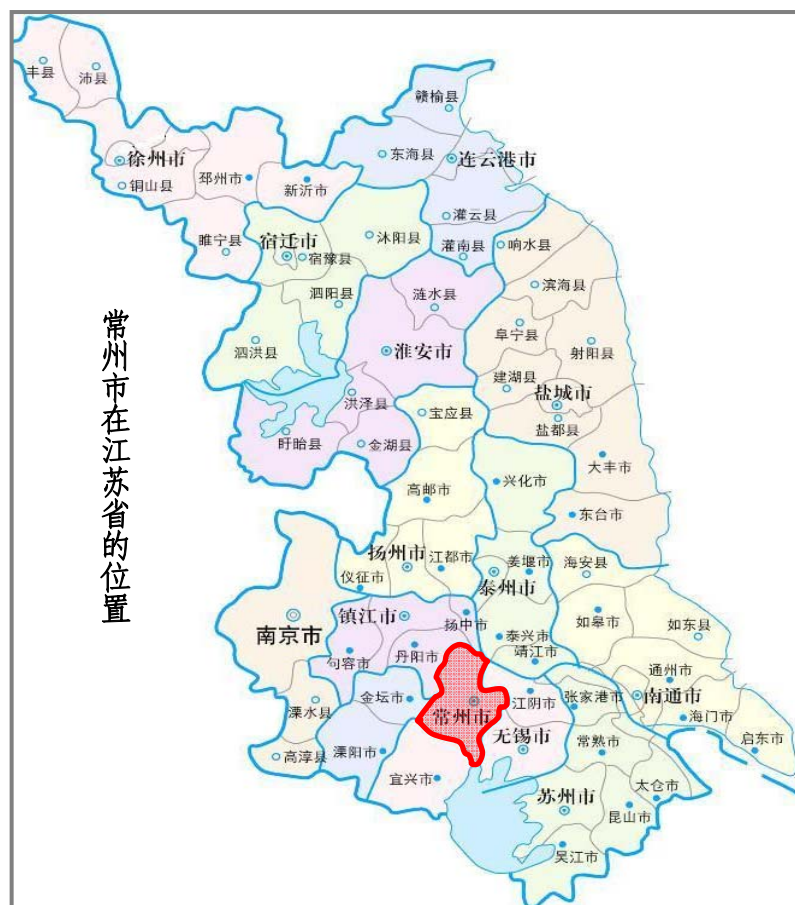 常州市在江苏省的位置
丰县
沛县
赣榆县
徐州市
东海县
连云港市
铜山县
邳州市
新沂市
灌云县
睢宁县
宿迁市
沭阳县
灌南县
响水县
宿豫县
泗阳县
涟水县
滨海县
阜宁县
泗洪县
淮安市
射阳县
建湖县
盐城市
洪泽县
宝应县
盐都县
盱眙县
金湖县
大丰市
高邮市
兴化市
东台市
扬州市
江都市
姜堰市
海安县
仪征市
泰州市
镇江市
扬中市
如皋市
如东县
南京市
泰兴市
句容市
丹阳市
靖江市
通州市
金坛市
江阴市
张家港市
南通市
溧水县
常州市
海门市
无锡市
常熟市
启东市
高淳县
溧阳市
宜兴市
太仓市
苏州市
昆山市
吴江市